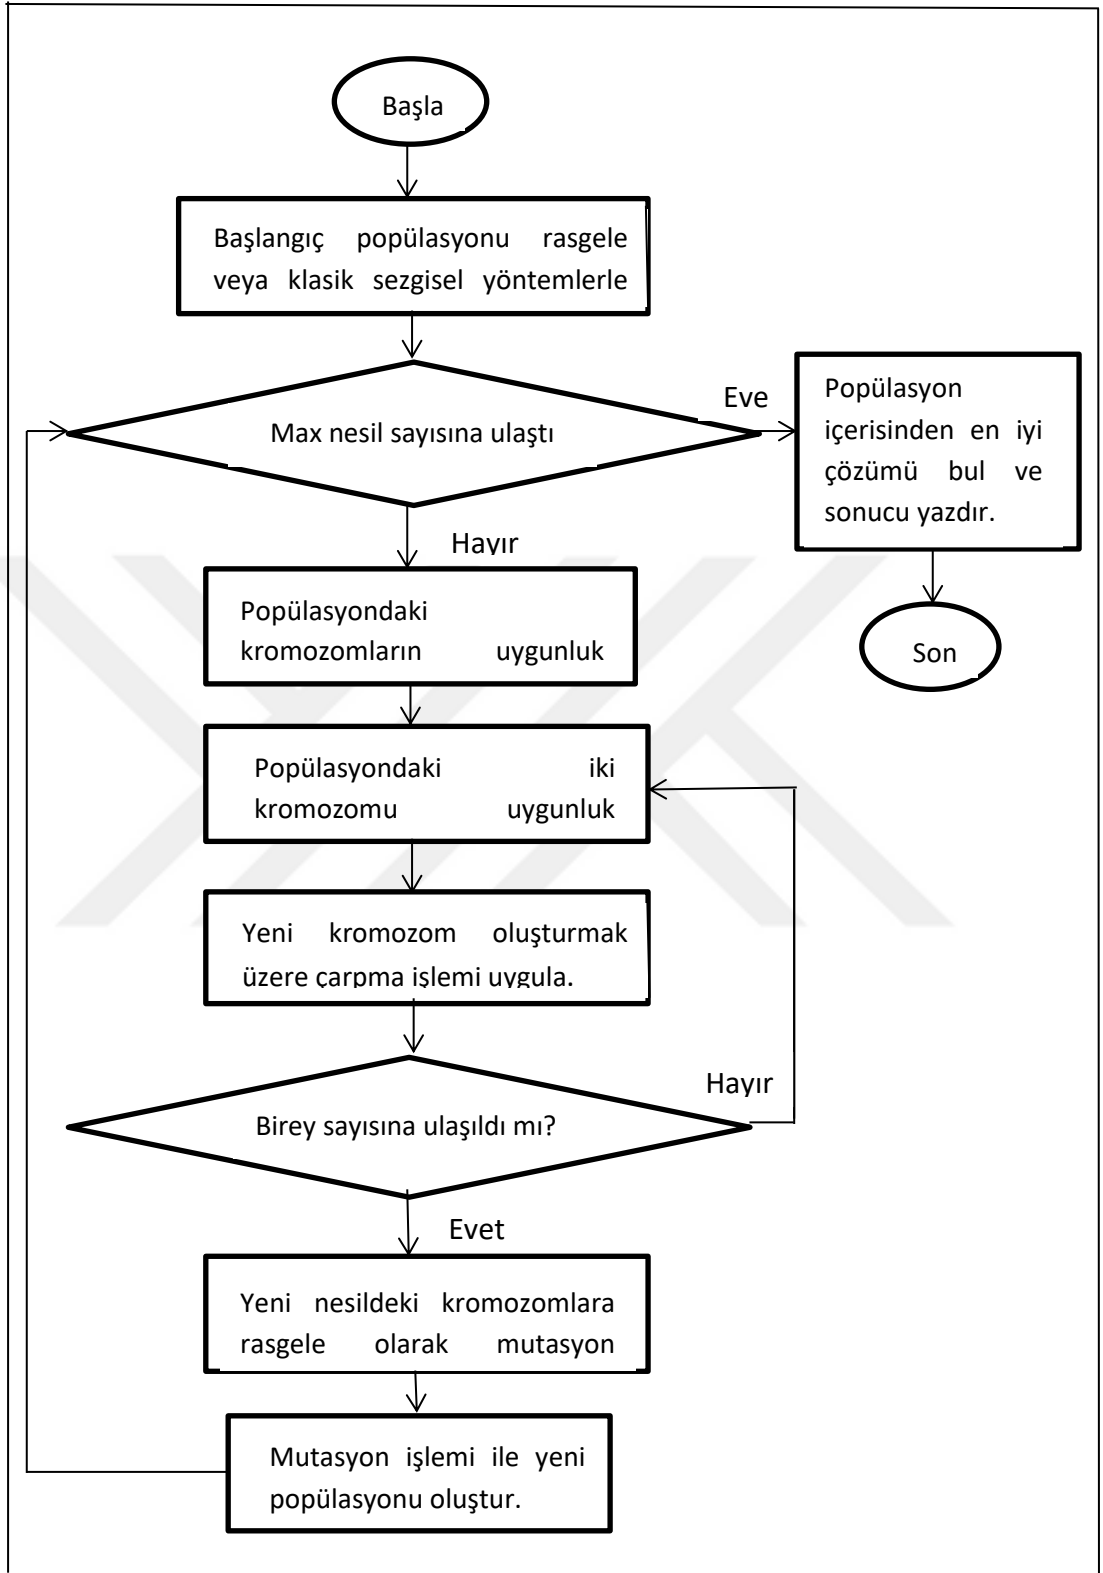 Başla
Başlangıç popülasyonu rasgele
veya klasik sezgisel yöntemlerle
Max nesil sayısına ulaştı
Eve
Popülasyon
içerisinden en iyi
çözümü bul ve
sonucu yazdır.
Son
Hayır
Popülasyondaki
kromozomların uygunluk
Popülasyondaki iki
kromozomu uygunluk
Yeni kromozom oluşturmak
üzere çarpma işlemi uygula.
Birey sayısına ulaşıldı mı?
Hayır
Evet
Yeni nesildeki kromozomlara
rasgele olarak mutasyon
Mutasyon işlemi ile yeni
popülasyonu oluştur.